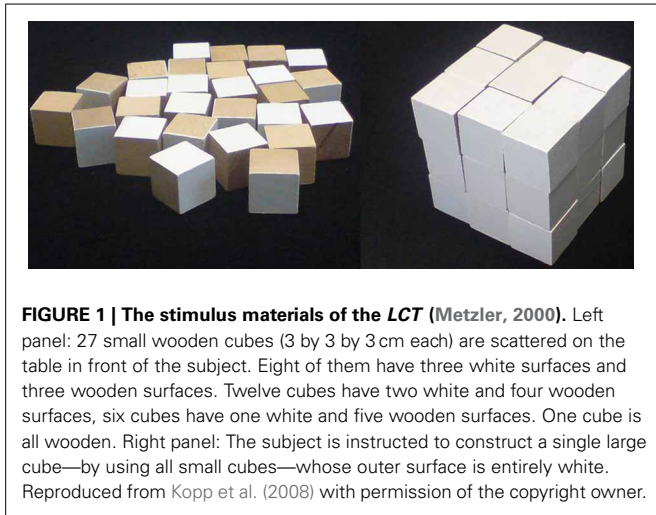 FIGURE 1 | The stimulus materials of the LCT (Metzler, 2000). Left
panel: 27 small wooden cubes (3 by 3 by 3 cm each) are scattered on the
table in front of the subject. Eight of them have three white surfaces and
three wooden surfaces. Twelve cubes have two white and four wooden
surfaces, six cubes have one white and five wooden surfaces. One cube is
all wooden. Right panel: The subject is instructed to construct a single large
cube—by using all small cubes—whose outer surface is entirely white.
Reproduced from Kopp et al. (2008) with permission of the copyright owner.